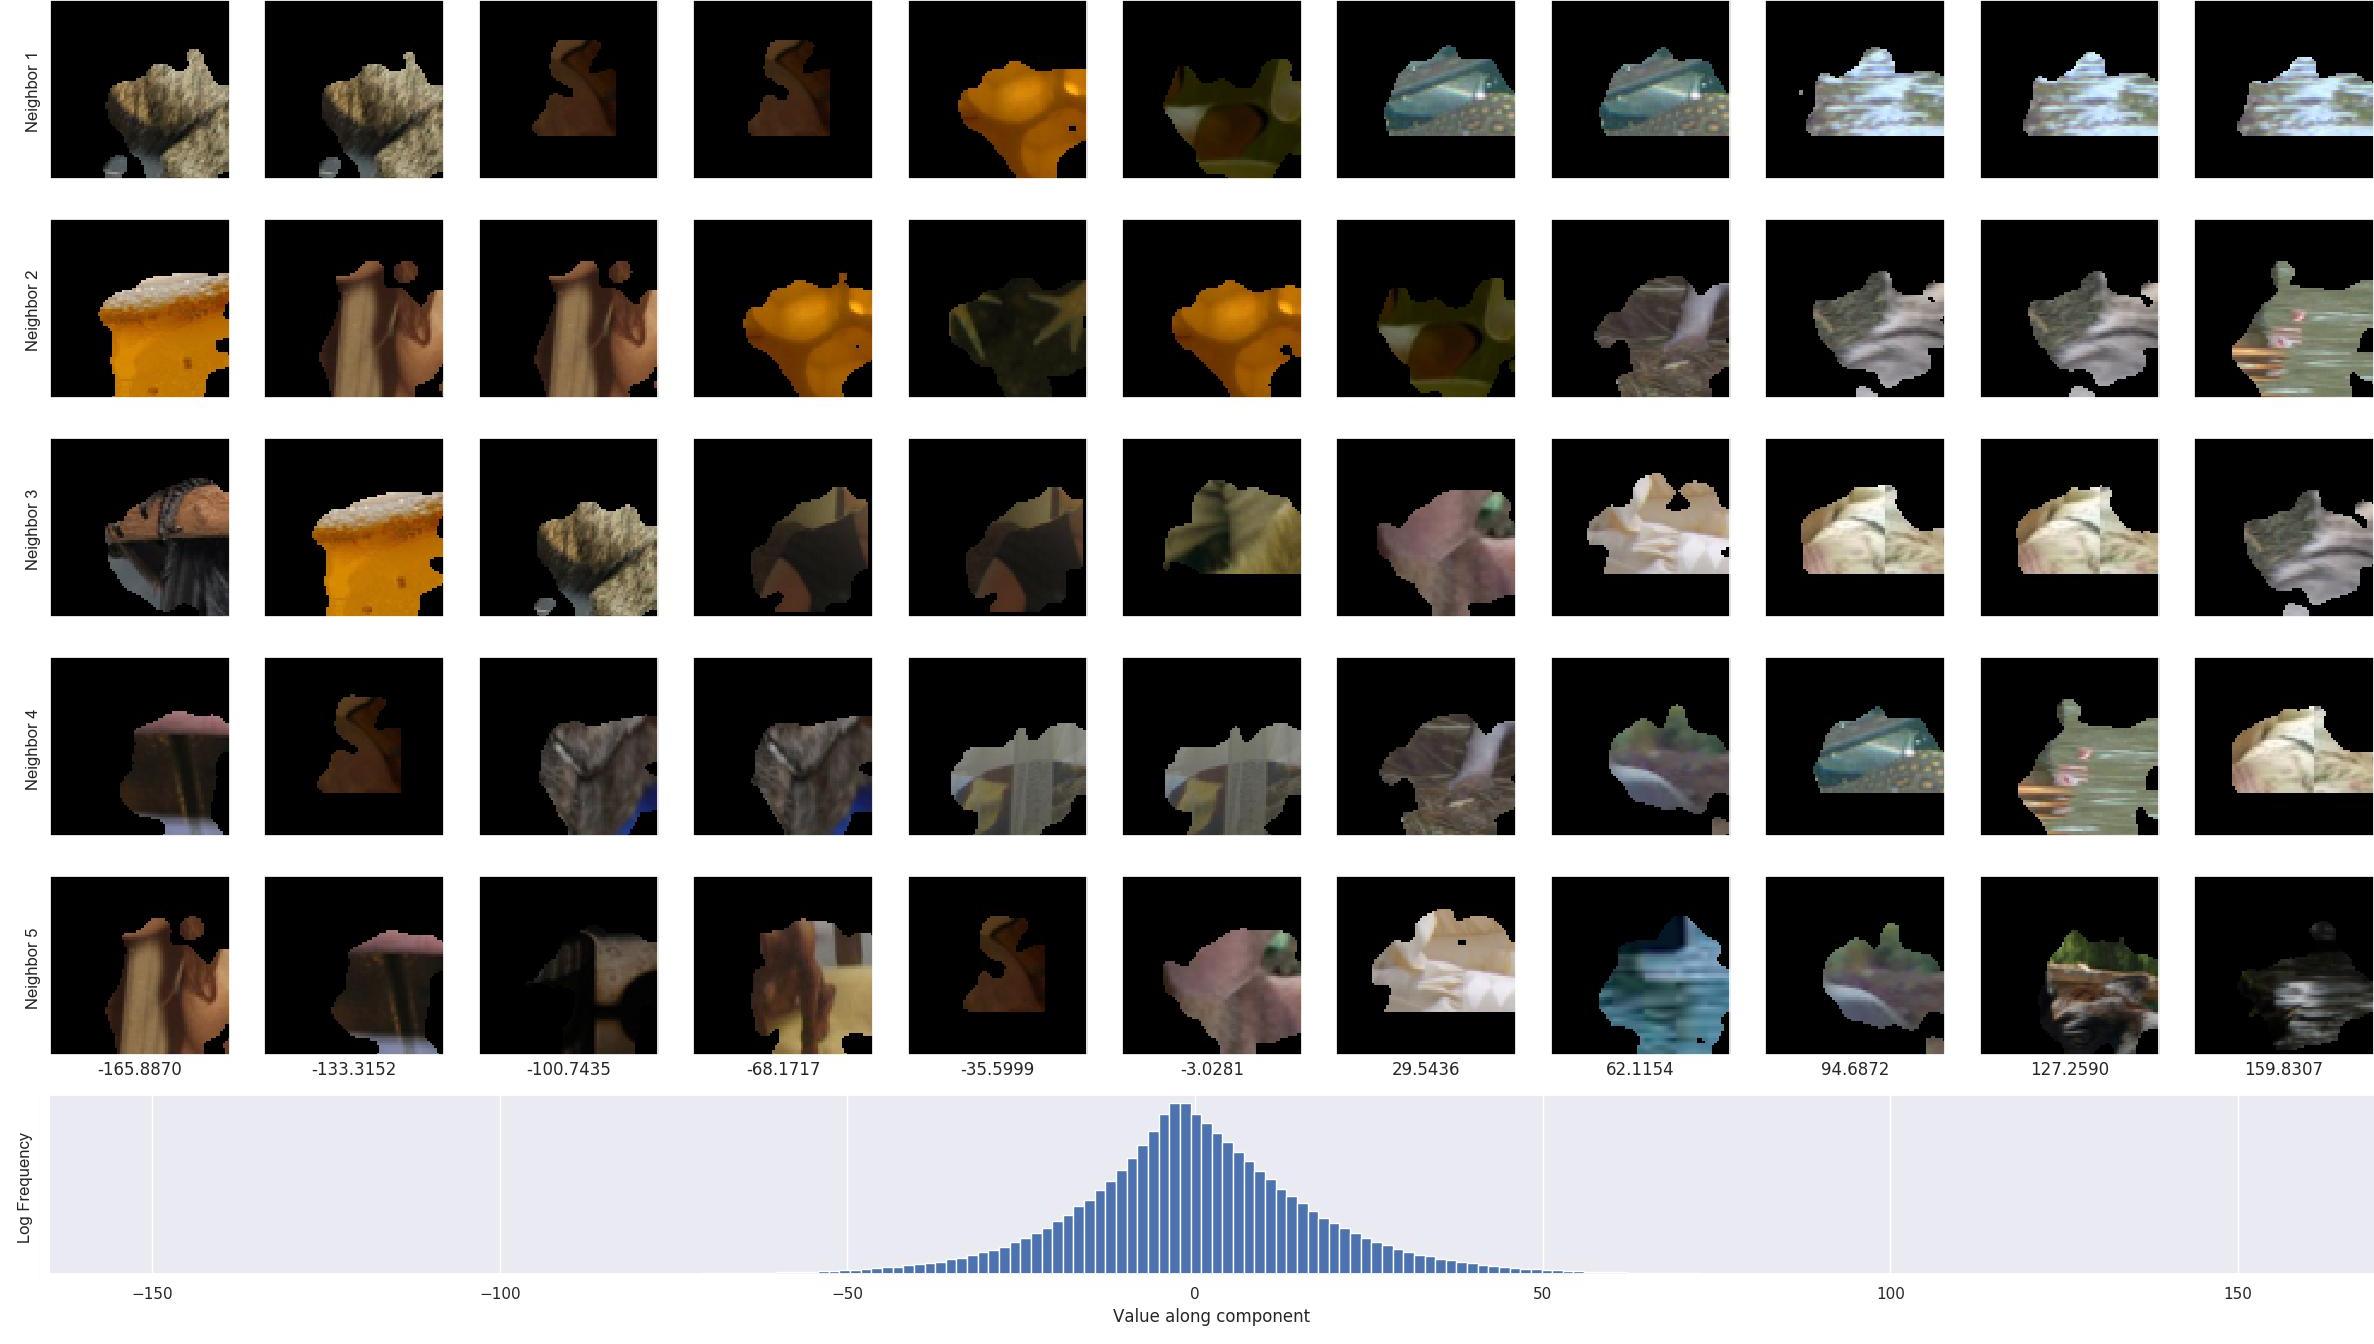 Neighbor 1
Neighbor 2
Neighbor 3
Neighbor 4
Neighbor 5
-165.8870 -133.3152 -100.7435 -68.1717 -35.5999 -3.0281 29.5436 62.1154 94.6872 127.2590 159.8307
Log Frequency
−150 −100 −50 0 50 100 150
Value along component